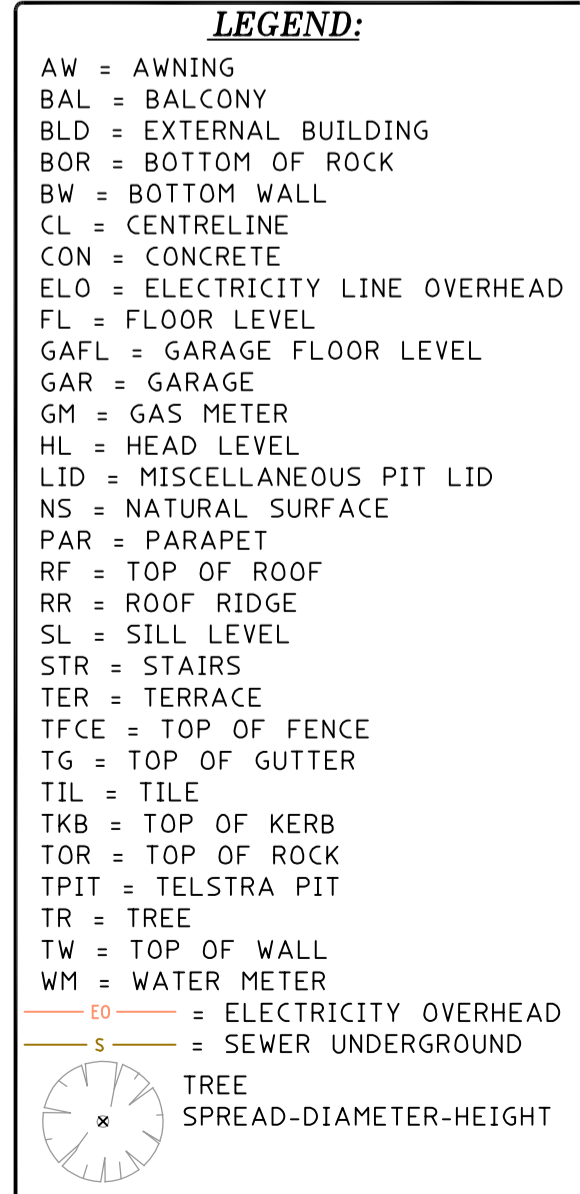 LEGEND:
AW = AWNING
BAL = BALCONY
BLD = EXTERNAL BUILDING
BOR = BOTTOM OF ROCK
BW = BOTTOM WALL
CL = CENTRELINE
CON = CONCRETE
ELO = ELECTRICITY LINE OVERHEAD
FL = FLOOR LEVEL
GAFL = GARAGE FLOOR LEVEL
GAR = GARAGE
GM = GAS METER
HL = HEAD LEVEL
LID = MISCELLANEOUS PIT LID
NS = NATURAL SURFACE
PAR = PARAPET
RF = TOP OF ROOF
RR = ROOF RIDGE
SL = SILL LEVEL
STR = STAIRS
TER = TERRACE
TFCE = TOP OF FENCE
TG = TOP OF GUTTER
TIL = TILE
TKB = TOP OF KERB
TOR = TOP OF ROCK
TPIT = TELSTRA PIT
TR = TREE
TW = TOP OF WALL
WM = WATER METER
EO = ELECTRICITY OVERHEAD
S = SEWER UNDERGROUND
TREE
SPREAD-DIAMETER-HEIGHT